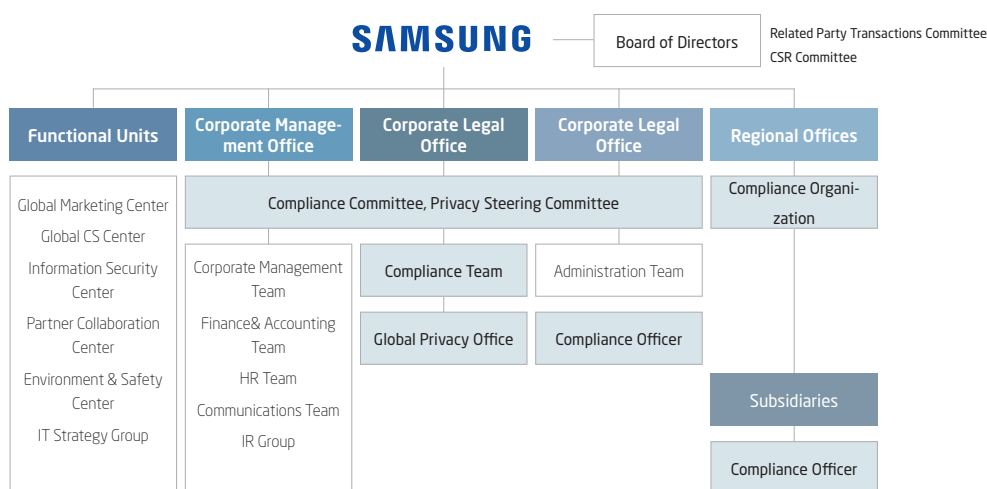 SAMSUNG
Board of Directors
Related Party Transactions Committee
CSR Committee
Functional Units
Corporate Manage-
ment Office
Corporate Legal
Office
Corporate Legal
Office
Regional Offices
Global Marketing Center
Global CS Center
Information Security
Center
Partner Collaboration
Center
Environment & Safety
Center
IT Strategy Group
Compliance Committee, Privacy Steering Committee
Compliance Organi-
zation
Corporate Management
Team
Finance& Accounting
Team
HR Team
Communications Team
IR Group
Compliance Team
Global Privacy Office
Administration Team
Compliance Officer
Subsidiaries
Compliance Officer